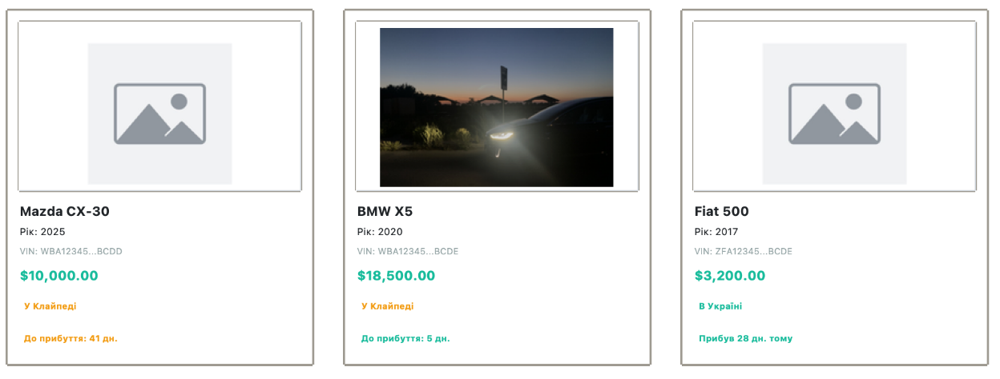 Mazda CX-30
Рік: 2025
VIN: WBA12345...BCDD
$10,000.00
У Клайпеді
До прибуття: 41 дн.
BMW X5
Рік: 2020
VIN: WBA12345...BCDE
$18,500.00
У Клайпеді
До прибуття: 5 дн.
Fiat 500
Рік: 2017
VIN: ZFA12345...BCDE
$3,200.00
В Україні
Прибув 28 дн. тому